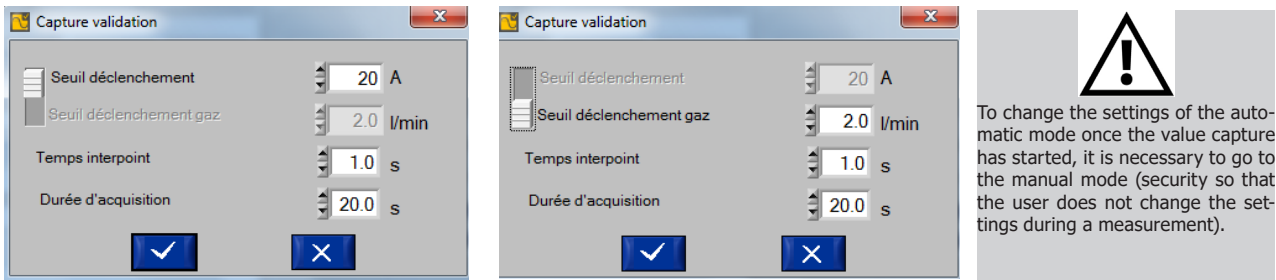 Capture validation
x
Seuil déclenchement
20 A
Seuil déclenchement gaz
2.0 l/min
Temps interpoint
1.0 s
Durée d'acquisition
20.0 s
Capture validation
x
Seuil déclenchement
20 A
Seuil déclenchement gaz
2.0 l/min
Temps interpoint
1.0 s
Durée d'acquisition
20.0 s
To change the settings of the auto-
matic mode once the value capture
has started, it is necessary to go to
the manual mode (security so that
the user does not change the set-
tings during a measurement).